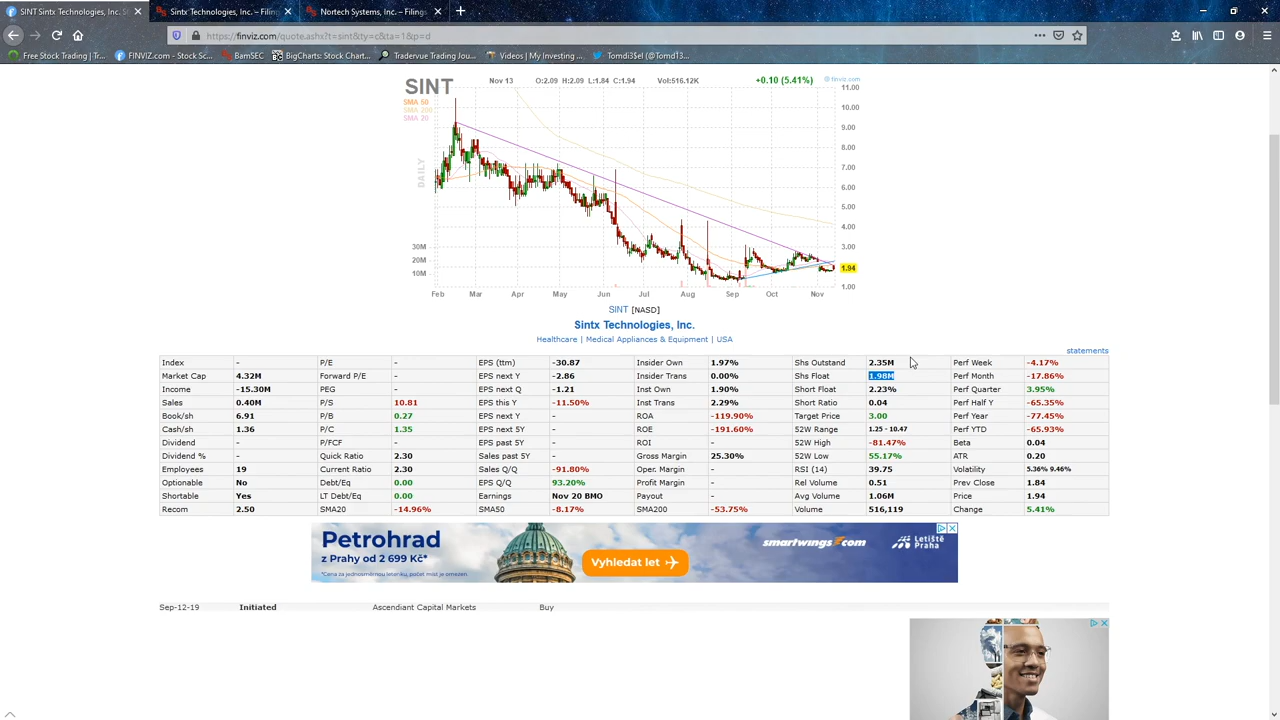 SINT Sintx Technologies, Inc. S
Sintx Technologies, Inc. – Filing
Nortech Systems, Inc. – Filings
https://finviz.com/quote.ashx?t=sint&ty=c&ta=1&p=d
Free Stock Trading | Tr... FINVIZ.com - Stock Sc... BamSEC BigCharts: Stock Chart... Tradervue Trading Jou... Videos | My Investing ... Tomdi3$el (@Tomd13...
SINT Nov 13 O:2.09 H:2.09 L:1.84 C:1.94 Vol:516.12K +0.10 (5.41%) © finviz.com
SMA 50
SMA 200
SMA 20
DAILY
11.00
10.00
9.00
8.00
7.00
6.00
5.00
4.00
3.00
1.94
1.00
30M
20M
10M
Feb Mar Apr May Jun Jul Aug Sep Oct Nov
SINT [NASD]
Sintx Technologies, Inc.
Healthcare | Medical Appliances & Equipment | USA
statements
Index - P/E - EPS (ttm) -30.87 Insider Own 1.97% Shs Outstand 2.35M Perf Week -4.17%
Market Cap 4.32M Forward P/E - EPS next Y -2.86 Insider Trans 0.00% Shs Float 1.98M Perf Month -17.86%
Income -15.30M PEG - EPS next Q -1.21 Inst Own 1.90% Short Float 2.23% Perf Quarter 3.95%
Sales 0.40M P/S 10.81 EPS this Y -11.50% Inst Trans 2.29% Short Ratio 0.04 Perf Half Y -65.35%
Book/sh 6.91 P/B 0.27 EPS next Y - ROA -119.90% Target Price 3.00 Perf Year -77.45%
Cash/sh 1.36 P/C 1.35 EPS next 5Y - ROE -191.60% 52W Range 1.25 - 10.47 Perf YTD -65.93%
Dividend - P/FCF - EPS past 5Y - ROI - 52W High -81.47% Beta 0.04
Dividend % - Quick Ratio 2.30 Sales past 5Y - Gross Margin 25.30% 52W Low 55.17% ATR 0.20
Employees 19 Current Ratio 2.30 Sales Q/Q -91.80% Oper. Margin - RSI (14) 39.75 Volatility 5.36% 9.46%
Optionable No Debt/Eq 0.00 EPS Q/Q 93.20% Profit Margin - Rel Volume 0.51 Prev Close 1.84
Shortable Yes LT Debt/Eq 0.00 Earnings Nov 20 BMO Payout - Avg Volume 1.06M Price 1.94
Recom 2.50 SMA20 -14.96% SMA50 -8.17% SMA200 -53.75% Volume 516,119 Change 5.41%
Petrohrad
z Prahy od 2 699 Kč*
*Cena za jednosměrnou letenku, počet míst je omezen.
Vyhledat let
smartwings.com
Letiště
Praha
Sep-12-19 Initiated Ascendiant Capital Markets Buy